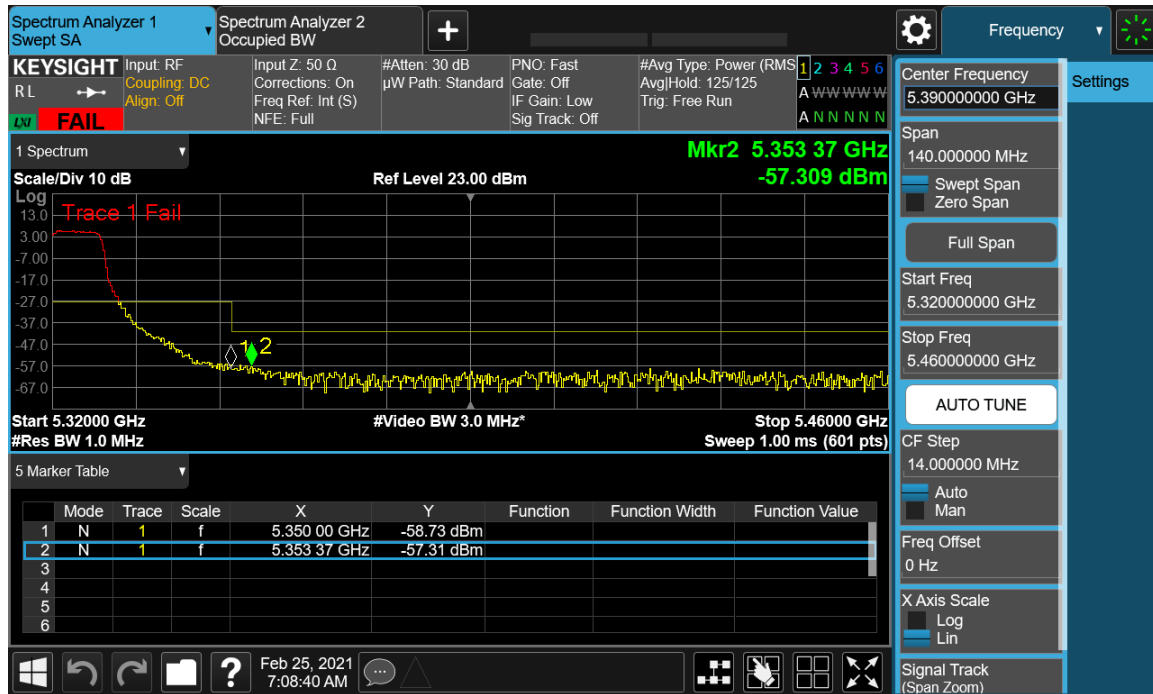 Spectrum Analyzer 1
Swept SA
Spectrum Analyzer 2
Occupied BW
+
Frequency
KEYSIGHT
R L
LXI
FAIL
Input: RF
Coupling: DC
Align: Off
Input Z: 50 Ω
Corrections: On
Freq Ref: Int (S)
NFE: Full
#Atten: 30 dB
µW Path: Standard
PNO: Fast
Gate: Off
IF Gain: Low
Sig Track: Off
#Avg Type: Power (RMS
Avg|Hold: 125/125
Trig: Free Run
1 2 3 4 5 6
A W W W W W
A N N N N N
1 Spectrum
Mkr2 5.353 37 GHz
-57.309 dBm
Scale/Div 10 dB
Ref Level 23.00 dBm
Log
Trace 1 Fail
13.0
3.00
-7.00
-17.0
-27.0
-37.0
-47.0
-57.0
-67.0
1 2
Start 5.32000 GHz
#Video BW 3.0 MHz*
Stop 5.46000 GHz
#Res BW 1.0 MHz
Sweep 1.00 ms (601 pts)
5 Marker Table
Mode Trace Scale X Y Function Function Width Function Value
1 N 1 f 5.350 00 GHz -58.73 dBm
2 N 1 f 5.353 37 GHz -57.31 dBm
3
4
5
6
?
Feb 25, 2021
7:08:40 AM
Center Frequency
5.390000000 GHz
Span
140.000000 MHz
Swept Span
Zero Span
Full Span
Start Freq
5.320000000 GHz
Stop Freq
5.460000000 GHz
AUTO TUNE
CF Step
14.000000 MHz
Auto
Man
Freq Offset
0 Hz
X Axis Scale
Log
Lin
Signal Track
(Span Zoom)
Settings